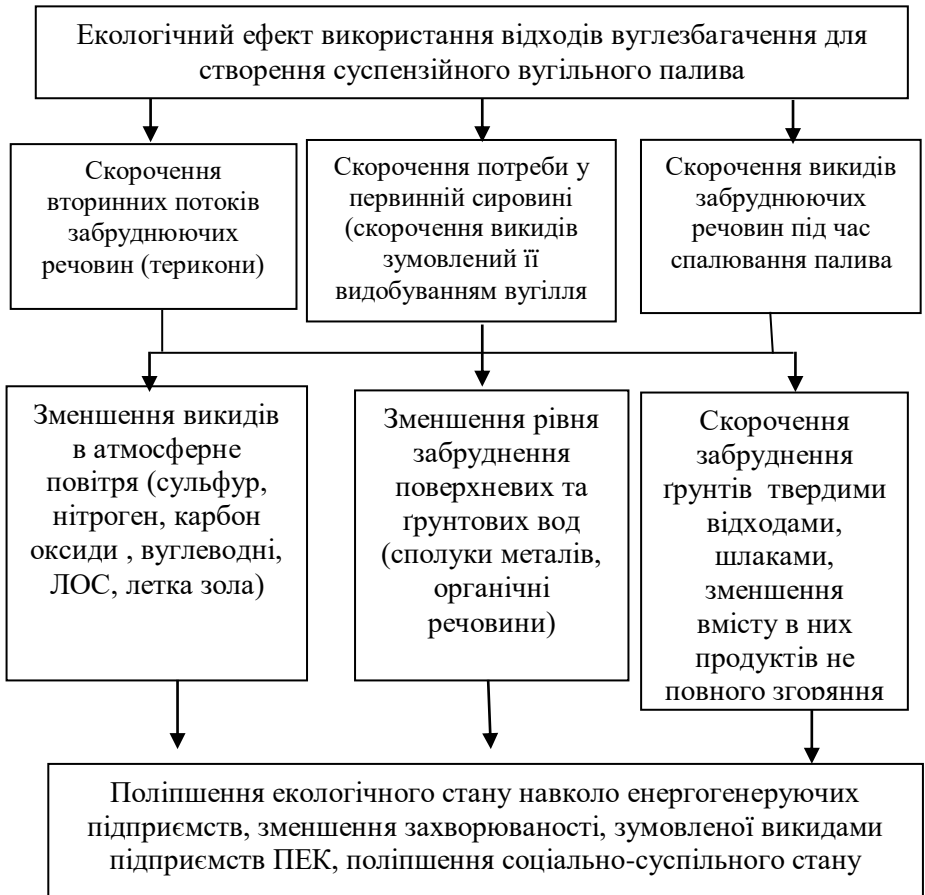 Екологічний ефект використання відходів вуглезбагачення для
створення суспензійного вугільного палива
Скорочення
вторинних потоків
забруднюючих
речовин (терикони)
Скорочення потреби у
первинній сировині
(скорочення викидів
зумовлений її
видобуванням вугілля
Скорочення викидів
забруднюючих
речовин під час
спалювання палива
Зменшення викидів
в атмосферне
повітря (сульфур,
нітроген, карбон
оксиди , вуглеводні,
ЛОС, летка зола)
Зменшення рівня
забруднення
поверхневих та
ґрунтових вод
(сполуки металів,
органічні
речовини)
Скорочення
забруднення
ґрунтів твердими
відходами,
шлаками,
зменшення
вмісту в них
продуктів не
повного згоряння
Поліпшення екологічного стану навколо енергогенеруючих
підприємств, зменшення захворюваності, зумовленої викидами
підприємств ПЕК, поліпшення соціально-суспільного стану